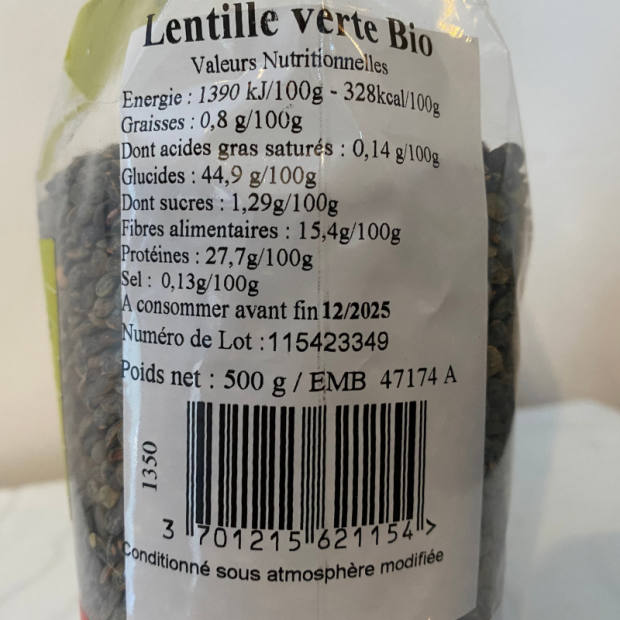 Lentille verte Bio
Valeurs Nutritionnelles
Energie : 1390 kJ/100g - 328kcal/100g
Graisses : 0,8 g/100g
Dont acides gras saturés : 0,14 g/100g
Glucides : 44,9 g/100g
Dont sucres : 1,29g/100g
Fibres alimentaires : 15,4g/100g
Protéines : 27,7g/100g
Sel : 0,13g/100g
A consommer avant fin 12/2025
Numéro de Lot :115423349
Poids net : 500 g / EMB 47174 A
1350
3 701215 621154 >
Conditionné sous atmosphère modifiée